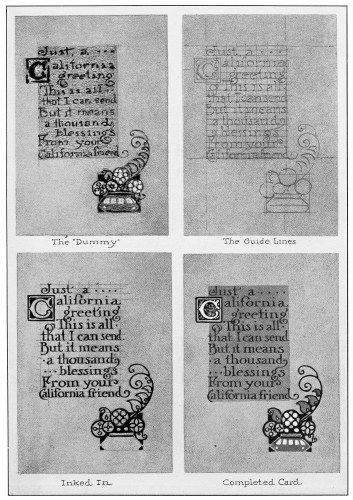 Just, a ....
California
greeting
This is all..
that I can send
But it means
a thousand,
blessings
From your
California friend.
The "Dummy"
Just, a ....
California
greeting
This is all..
that I can send
But it means
a thousand
blessings
From your
California friend
The Guide Lines
Just a ....
California
greeting
This is all.
that I can send
But it means
. a thousand.
... blessings
From your
California friend
Inked In
Just a ....
California
greeting
This is all.
that I can send
But it means
. a thousand.
... blessings
From your
California friend
Completed Card